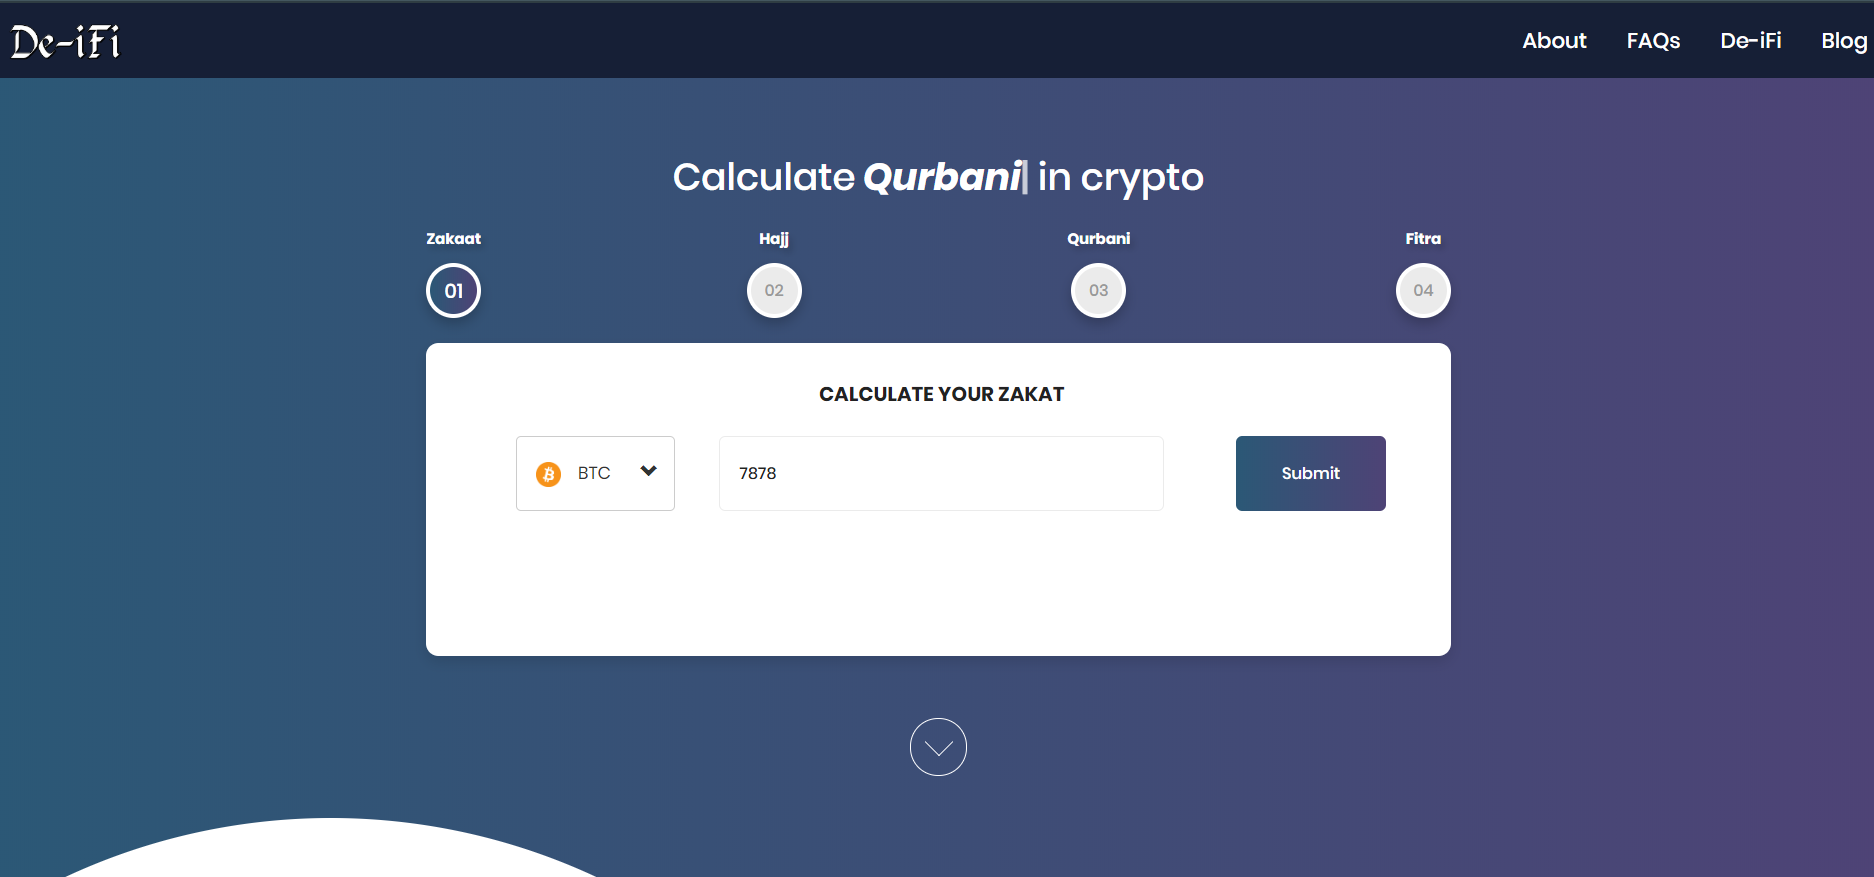 De-iFi
About FAQs De-iFi Blog
Calculate Qurbani in crypto
Zakaat Hajj Qurbani Fitra
01 02 03 04
CALCULATE YOUR ZAKAT
BTC 7878 Submit